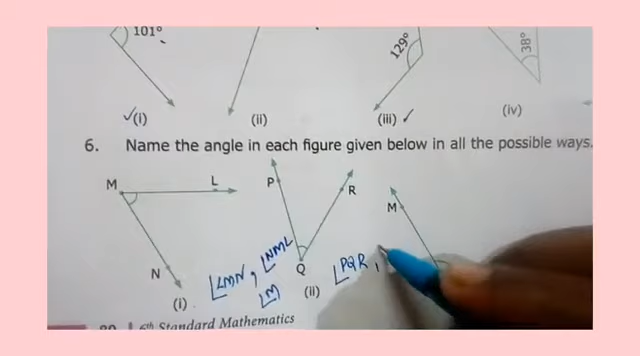 101° 129° 38°
(i) (ii) (iii) (iv)
6. Name the angle in each figure given below in all the possible ways.
M L P R M
N Q
∠LMN, ∠NML ∠PQR,
∠M
(i) (ii)
6th Standard Mathematics